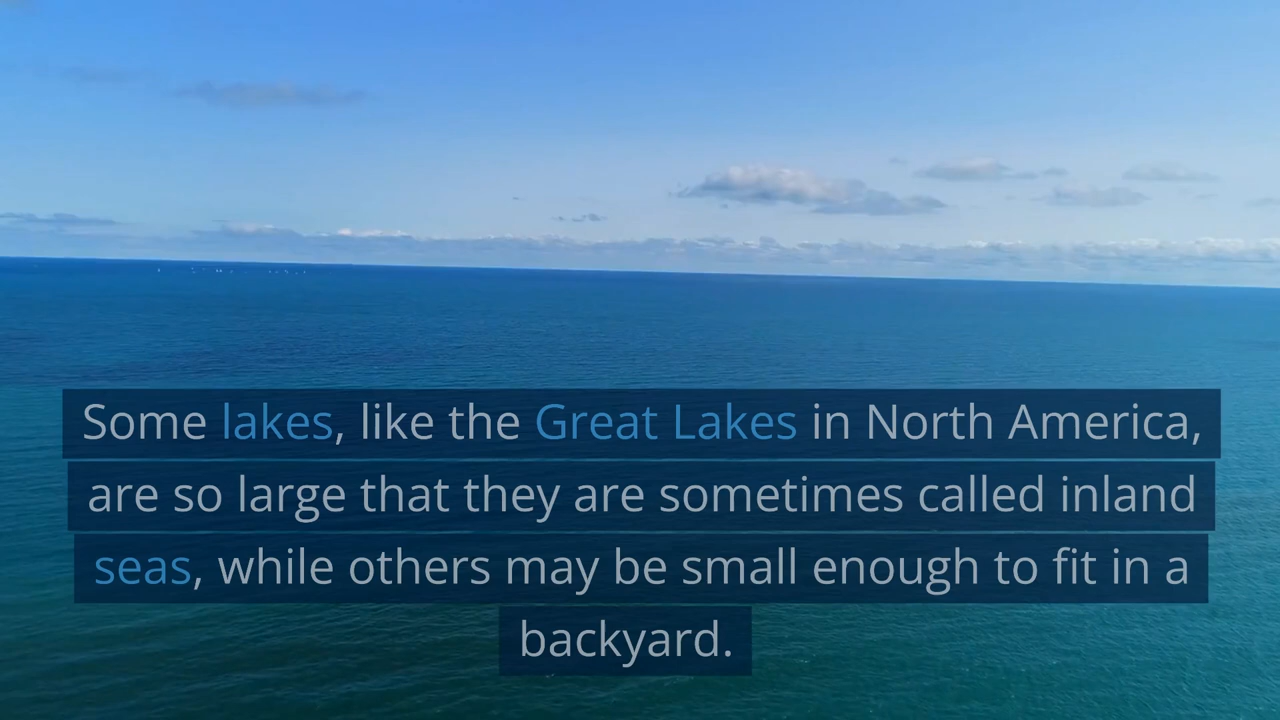 Some lakes, like the Great Lakes in North America,
are so large that they are sometimes called inland
seas, while others may be small enough to fit in a
backyard.